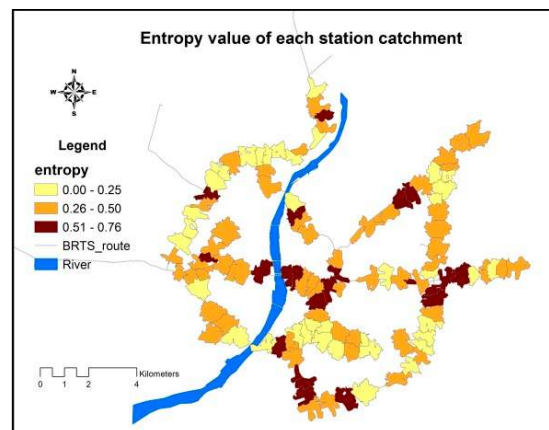 Entropy value of each station catchment
N
W E
S
Legend
entropy
0.00 - 0.25
0.26 - 0.50
0.51 - 0.76
BRTS_route
River
Kilometers
0 1 2 4